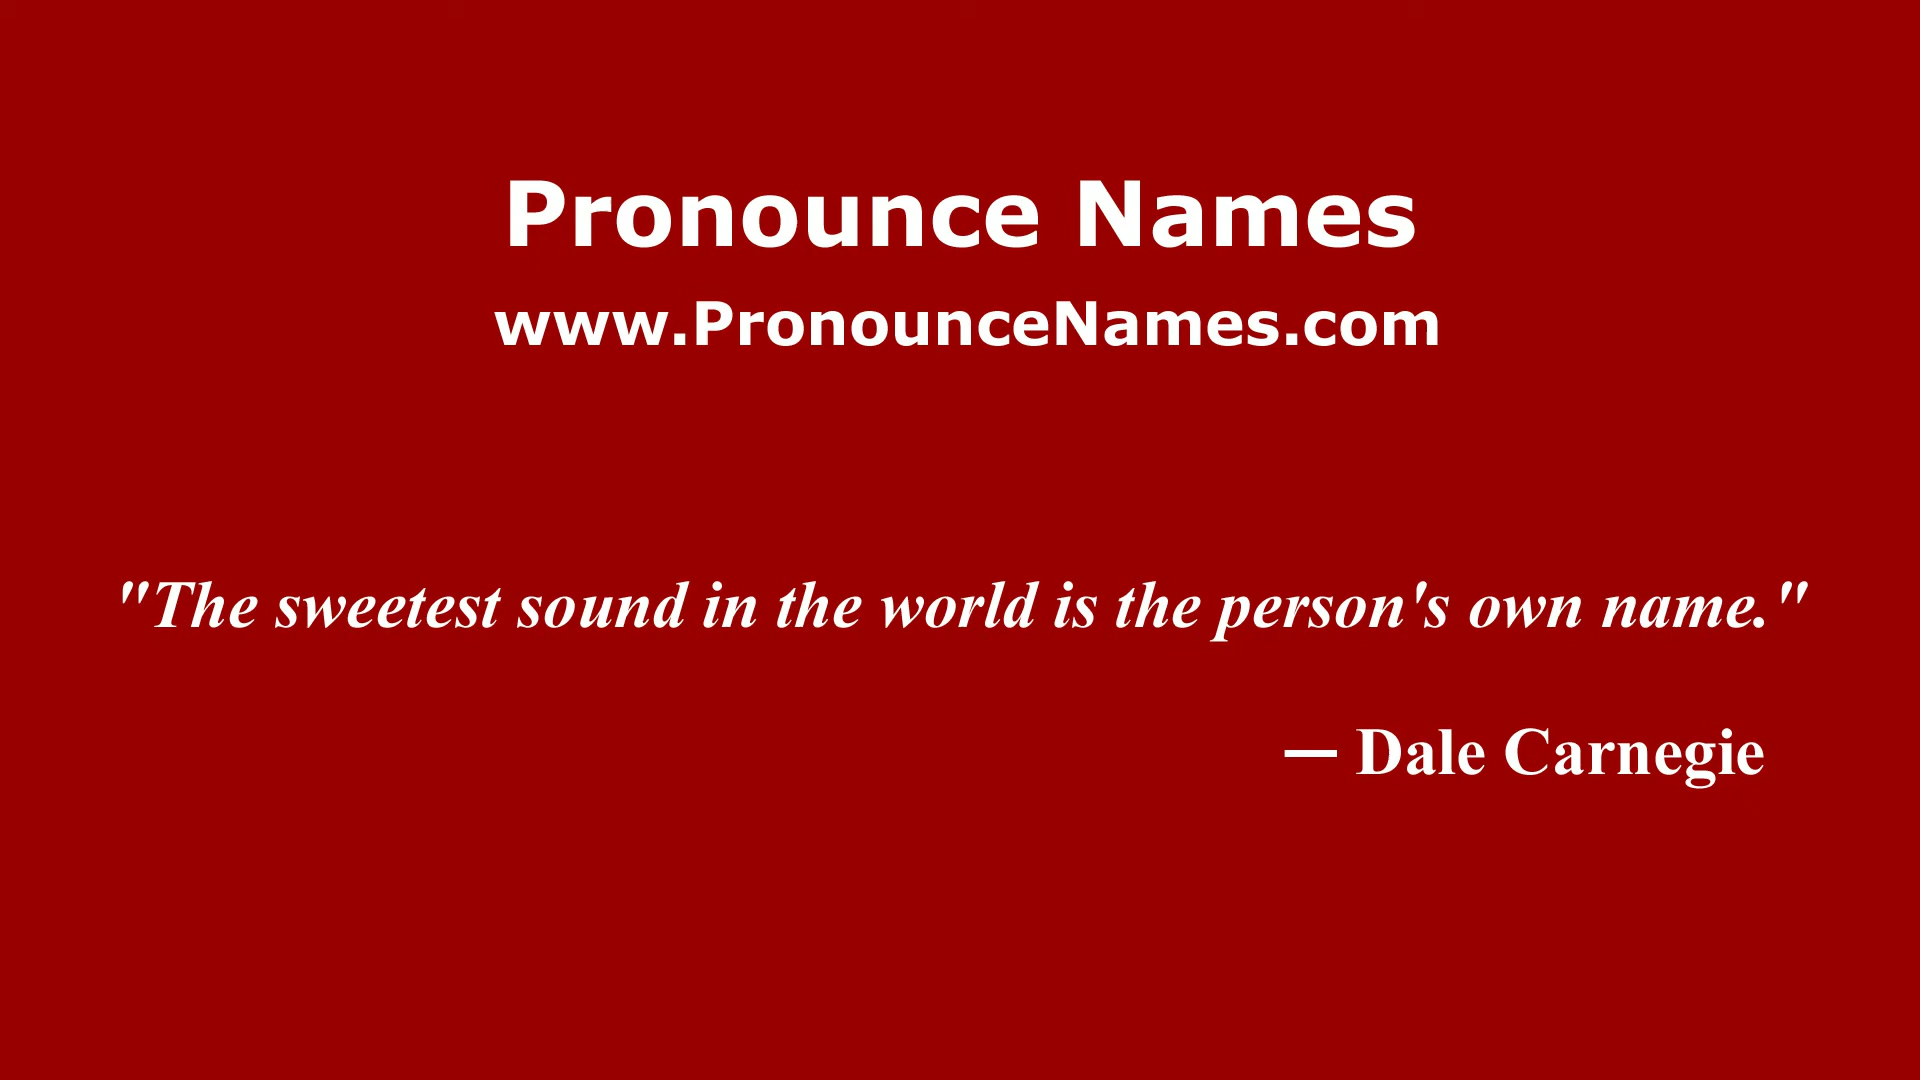 Pronounce Names
www.PronounceNames.com
"The sweetest sound in the world is the person's own name."
— Dale Carnegie